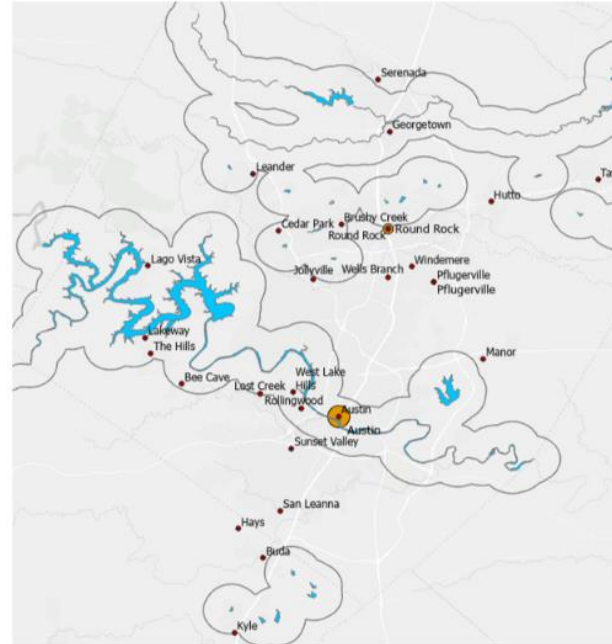 Serenada
Georgetown
Leander
Hutto
Brushy Creek
Cedar Park
Round Rock
Round Rock
Windemere
Lago Vista
Jollyville
Wells Branch
Pflugerville
Pflugerville
Lakeway
The Hills
Manor
West Lake
Hills
Bee Cave
Lost Creek
Rollingwood
Austin
Austin
Sunset Valley
San Leanna
Hays
Buda
Kyle